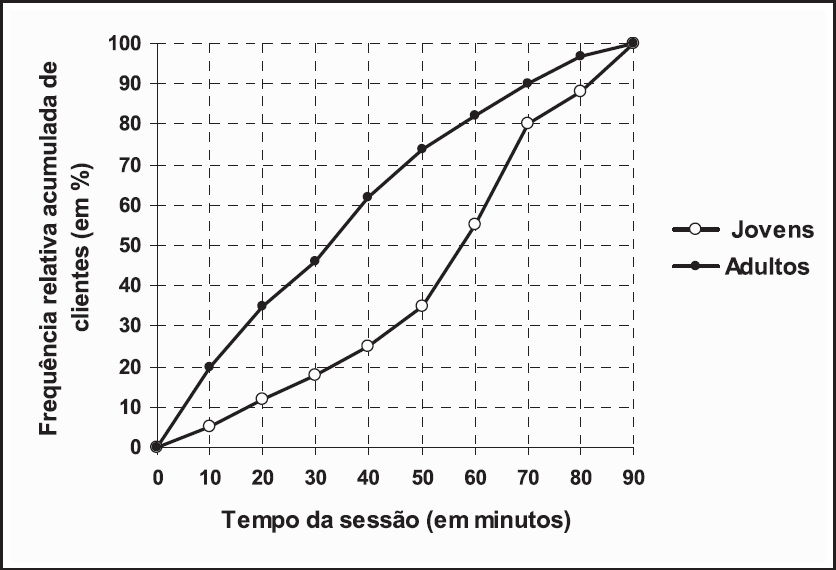 Frequência relativa acumulada de
clientes (em %)
100
90
80
70
60
50
40
30
20
10
0
0 10 20 30 40 50 60 70 80 90
Tempo da sessão (em minutos)
Jovens
Adultos